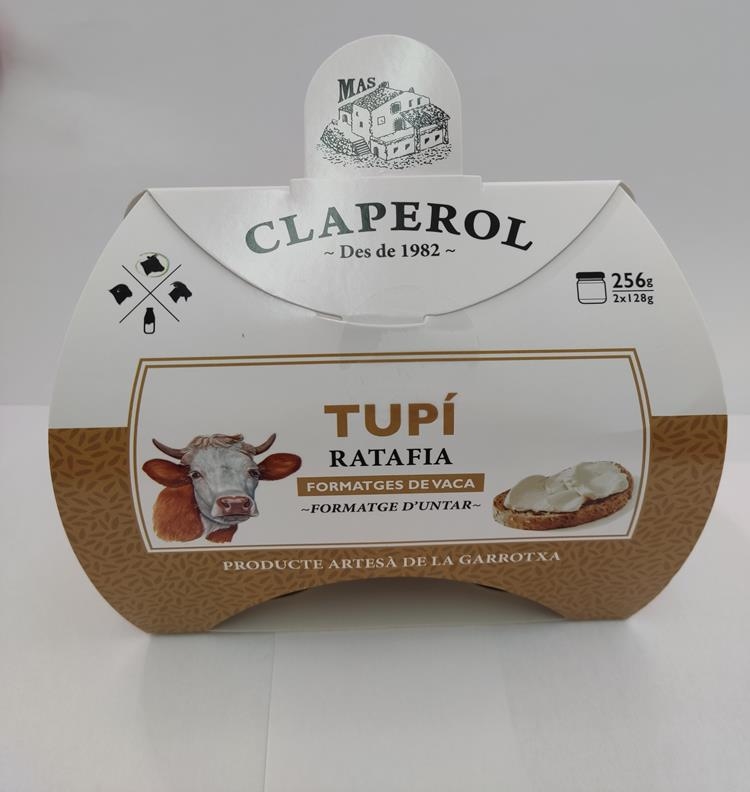 MAS
CLAPEROL
~ Des de 1982 ~
256g
2x128g
TUPÍ
RATAFIA
FORMATGES DE VACA
~FORMATGE D'UNTAR~
PRODUCTE ARTESÀ DE LA GARROTXA